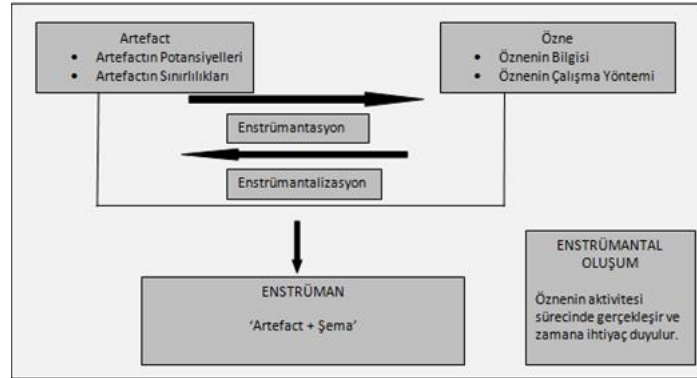 Artefact
• Artefactın Potansiyelleri
• Artefactın Sınırlılıkları
Özne
• Öznenin Bilgisi
• Öznenin Çalışma Yöntemi
Enstrümantasyon
Enstrümantalizasyon
ENSTRÜMAN
'Artefact + Şema'
ENSTRÜMANTAL
OLUŞUM
Öznenin aktivitesi
sürecinde gerçekleşir ve
zamana ihtiyaç duyulur.